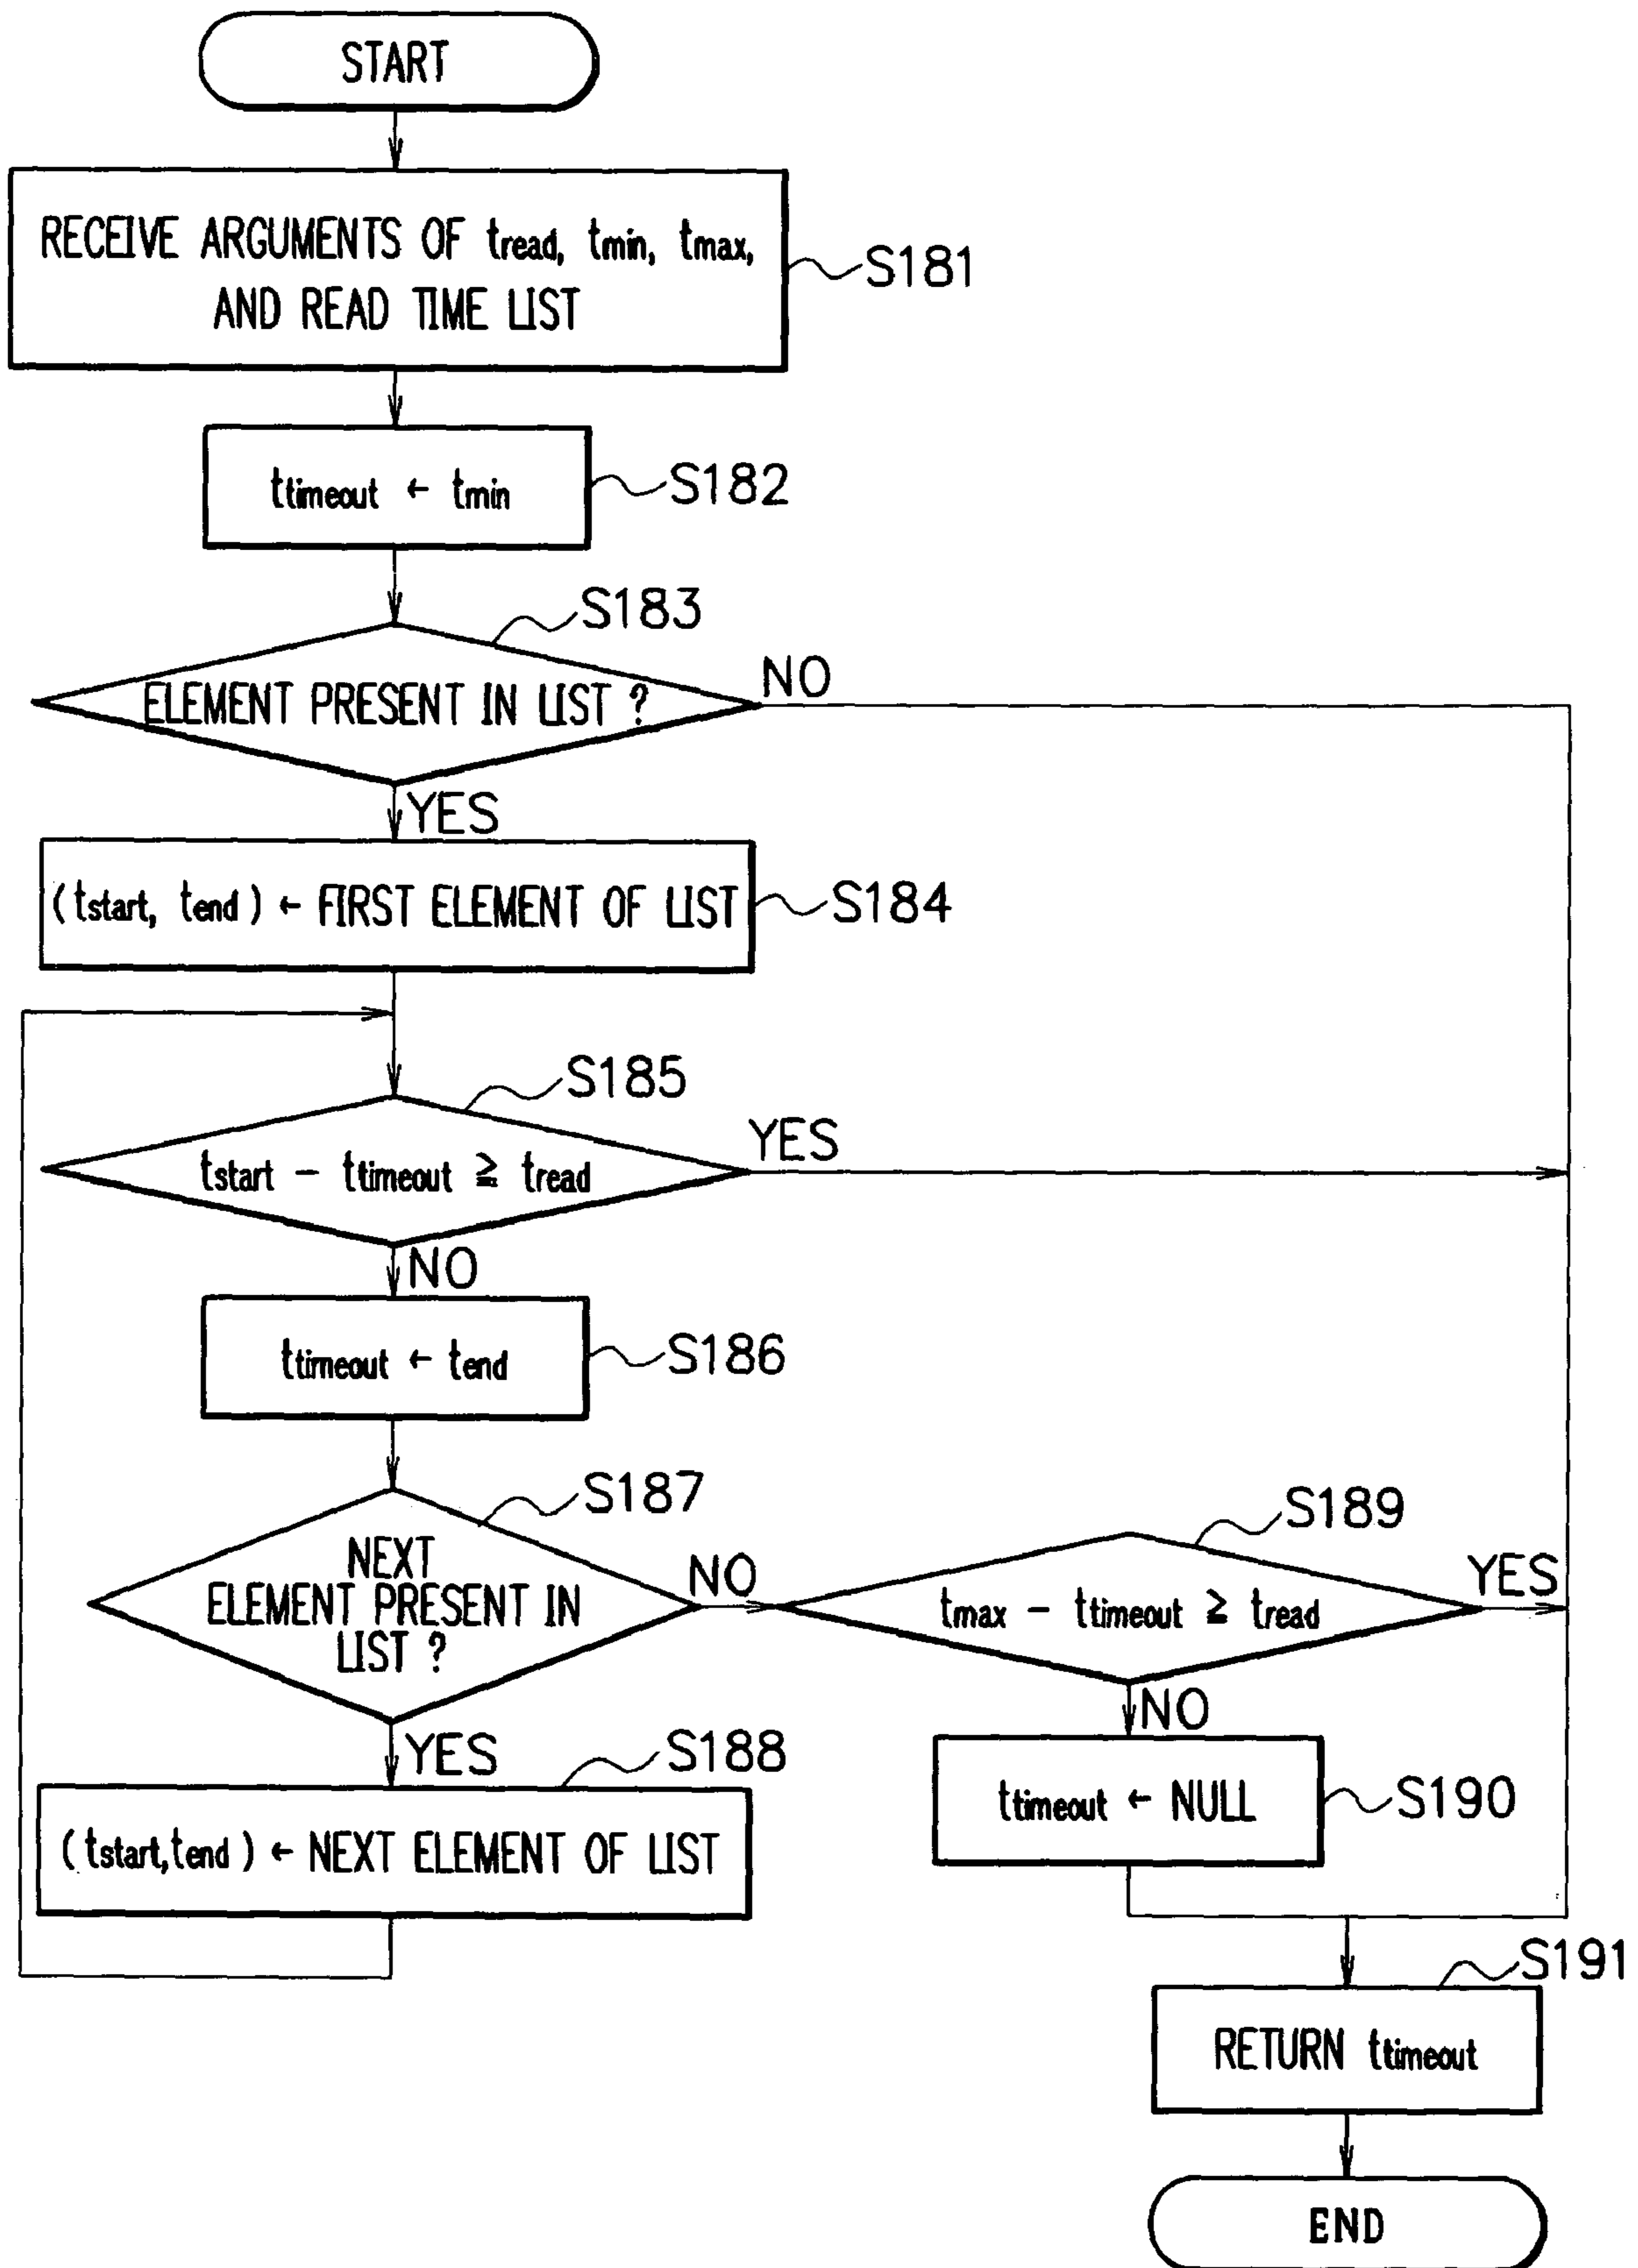 START
RECEIVE ARGUMENTS OF tread, tmin, tmax,
AND READ TIME LIST
S181
ttimeout ← tmin
S182
S183
ELEMENT PRESENT IN LIST ?
NO
YES
(tstart, tend) ← FIRST ELEMENT OF LIST
S184
S185
tstart − ttimeout ≧ tread
YES
NO
ttimeout ← tend
S186
S187
NEXT
ELEMENT PRESENT IN
LIST ?
NO
YES
S189
tmax − ttimeout ≧ tread
YES
NO
S188
(tstart,tend) ← NEXT ELEMENT OF LIST
ttimeout ← NULL
S190
S191
RETURN ttimeout
END